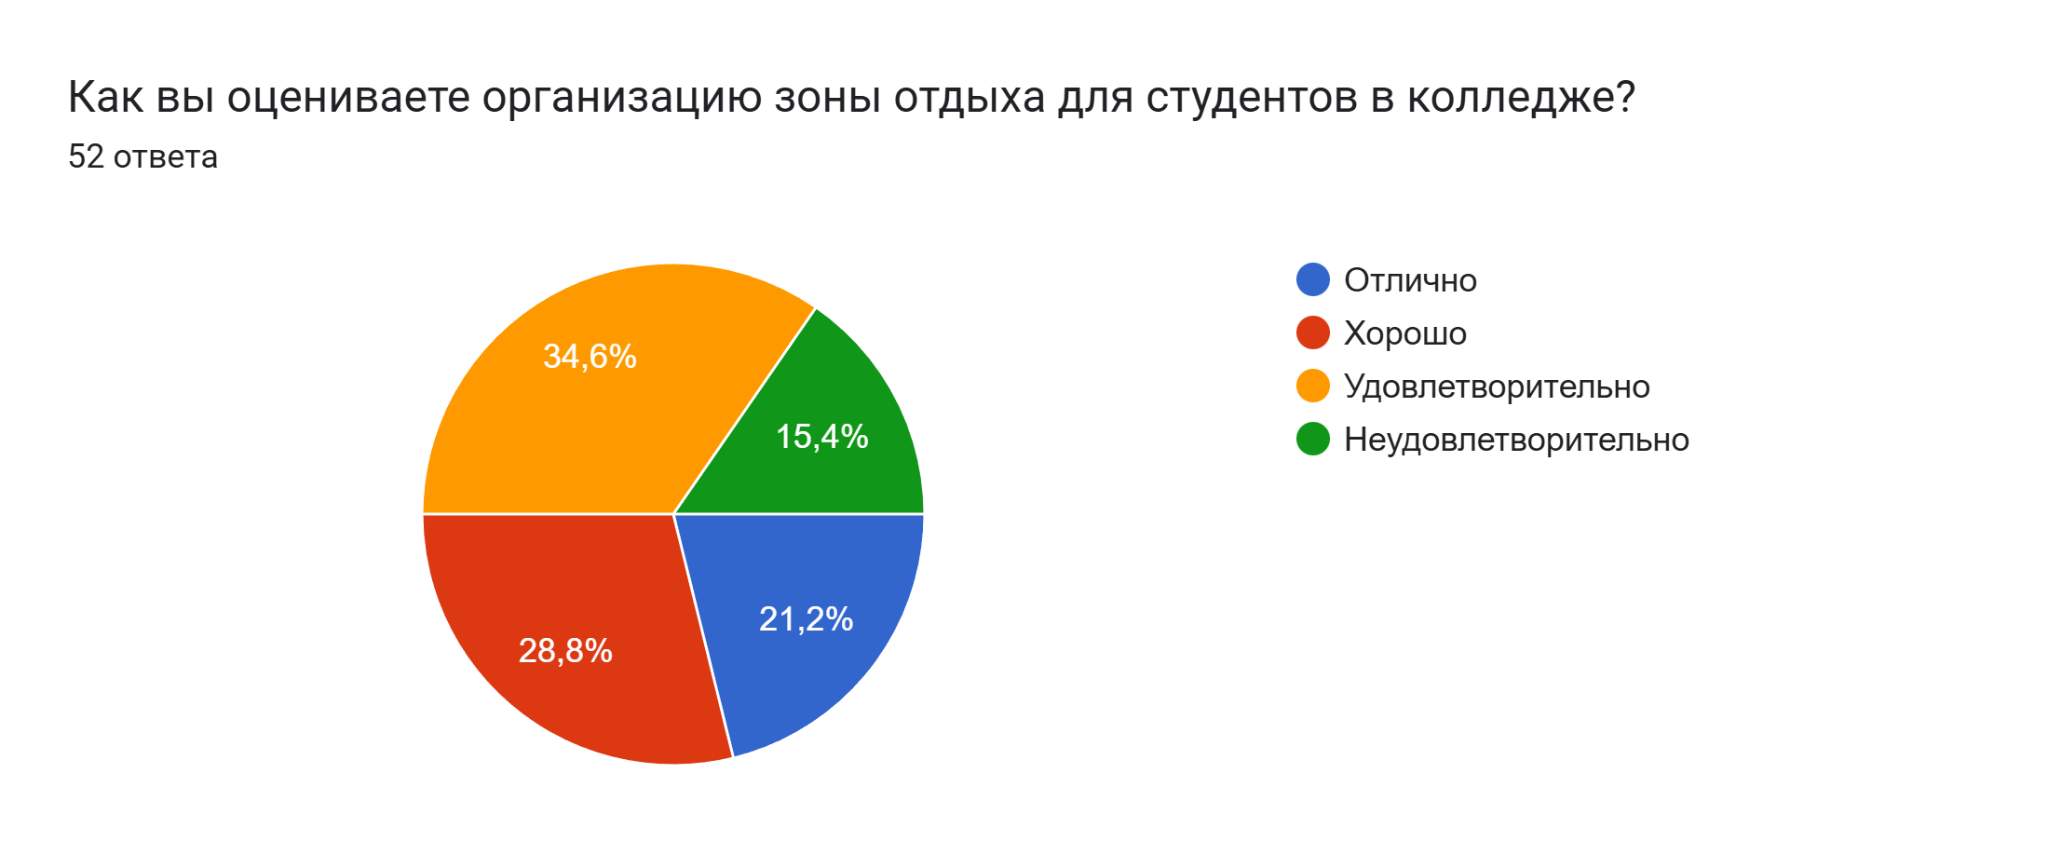 Как вы оцениваете организацию зоны отдыха для студентов в колледже?
52 ответа
34,6%
15,4%
28,8%
21,2%
Отлично
Хорошо
Удовлетворительно
Неудовлетворительно